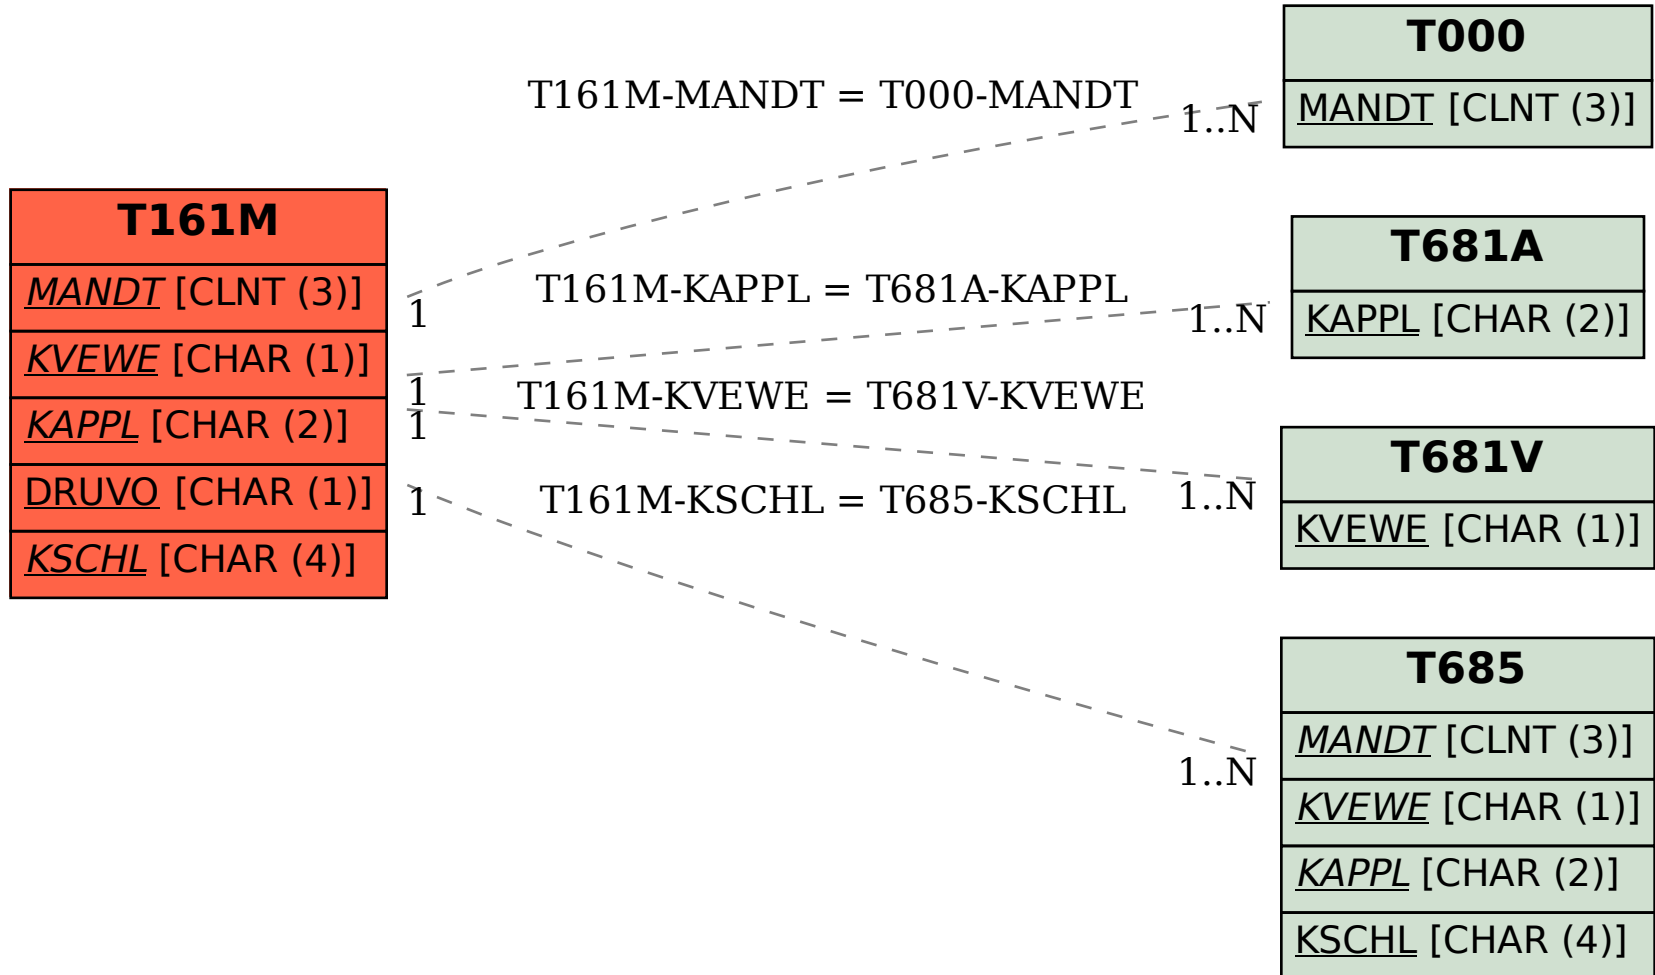 T161M
MANDT [CLNT (3)]
KVEWE [CHAR (1)]
KAPPL [CHAR (2)]
DRUVO [CHAR (1)]
KSCHL [CHAR (4)]
T161M-MANDT = T000-MANDT
1
1..N
T161M-KAPPL = T681A-KAPPL
1
1..N
T161M-KVEWE = T681V-KVEWE
1
1..N
T161M-KSCHL = T685-KSCHL
1
1..N
T000
MANDT [CLNT (3)]
T681A
KAPPL [CHAR (2)]
T681V
KVEWE [CHAR (1)]
T685
MANDT [CLNT (3)]
KVEWE [CHAR (1)]
KAPPL [CHAR (2)]
KSCHL [CHAR (4)]